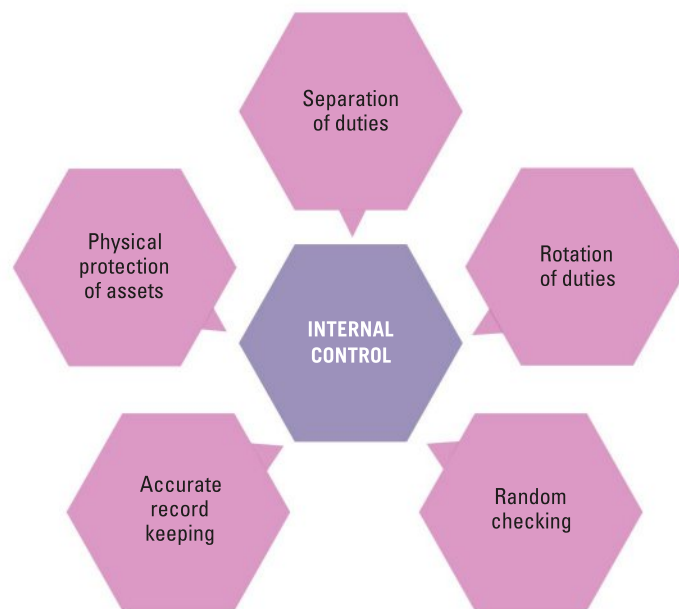 Separation
of duties
Physical
protection
of assets
Rotation
of duties
INTERNAL
CONTROL
Accurate
record
keeping
Random
checking